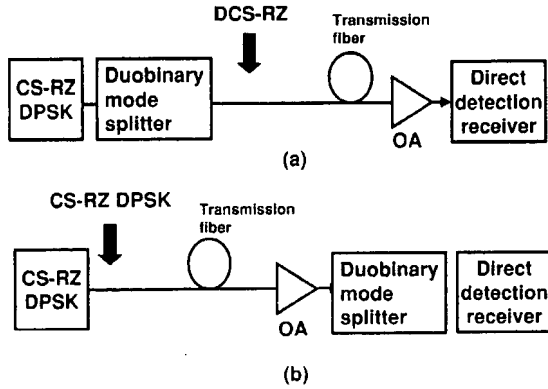 DCS-RZ
Transmission
fiber
CS-RZ
DPSK
Duobinary
mode
splitter
OA
Direct
detection
receiver
(a)
CS-RZ DPSK
Transmission
fiber
CS-RZ
DPSK
OA
Duobinary
mode
splitter
Direct
detection
receiver
(b)